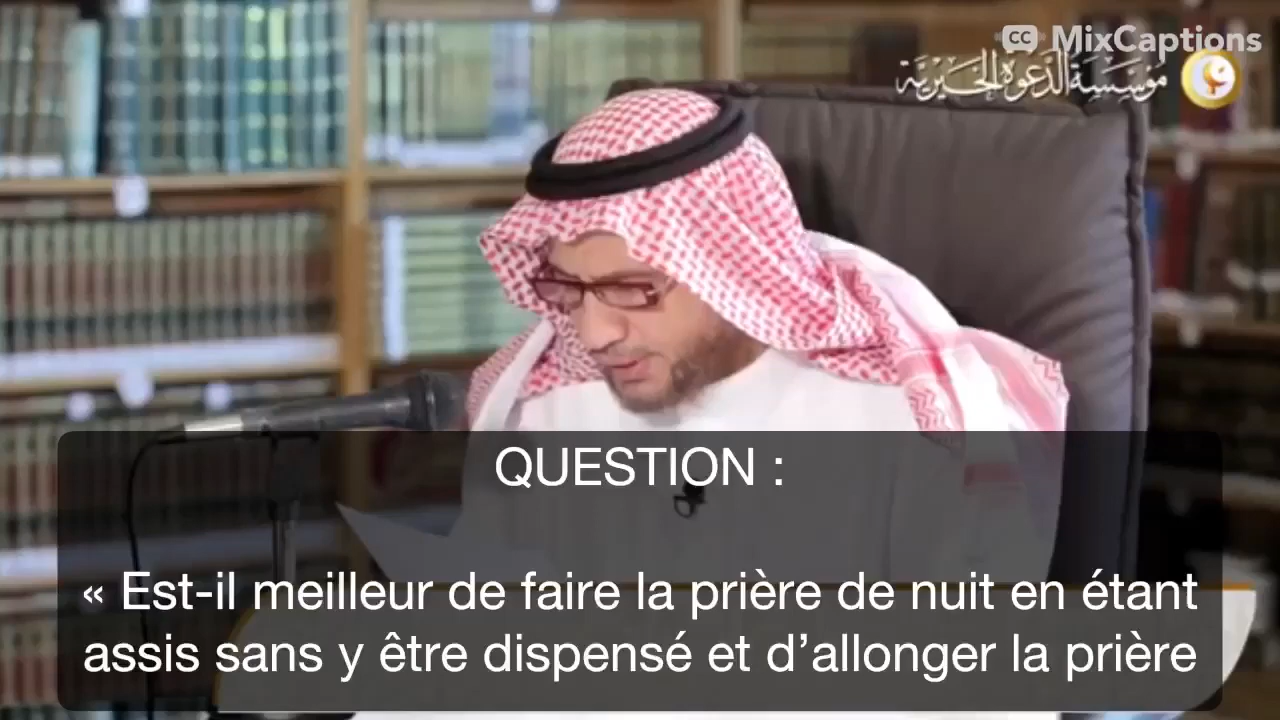 MixCaptions
مؤسسة الدعوة الخيرية
QUESTION :
« Est-il meilleur de faire la prière de nuit en étant
assis sans y être dispensé et d’allonger la prière